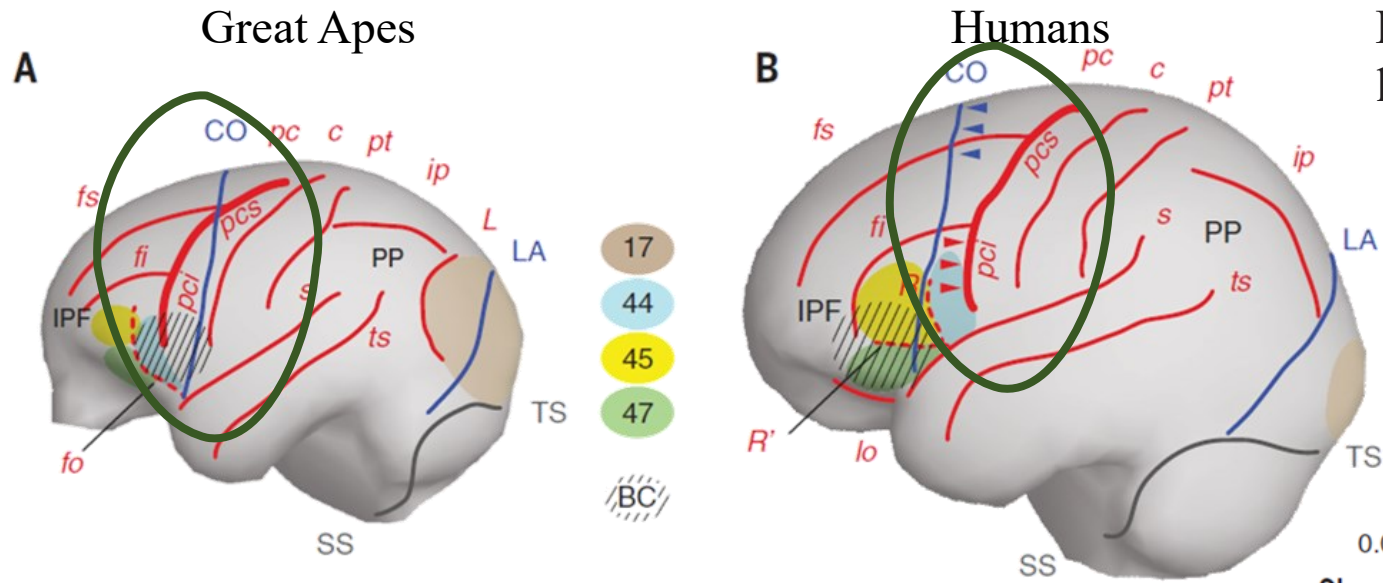 Great Apes
Humans
A
CO
pc
c
pt
ip
fs
pcs
L
fi
LA
PP
pci
s
IPF
ts
TS
fo
SS
17
44
45
47
BC
B
CO
pc
c
pt
fs
pcs
ip
fi
s
PP
LA
pci
R
ts
IPF
R'
lo
TS
SS
0.0